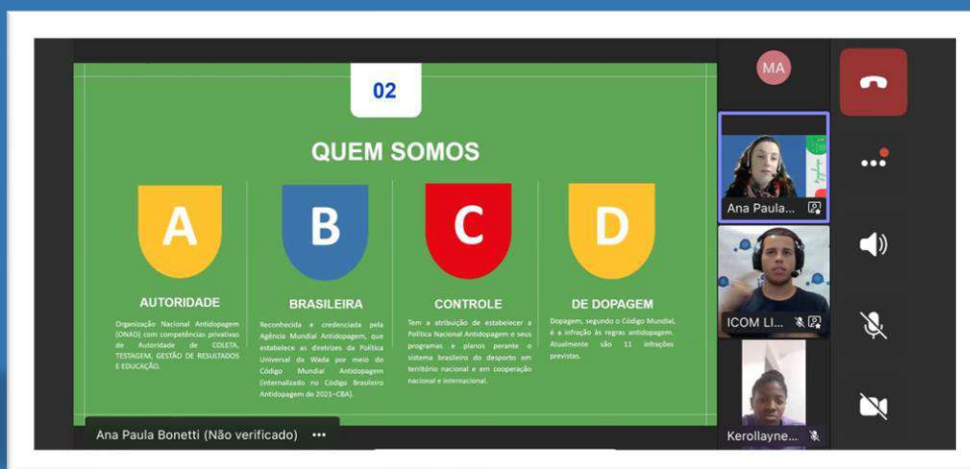 02
QUEM SOMOS
A
B
C
D
AUTORIDADE
Organização Nacional Antidopagem
(ONAD) com competências privativas
de Autoridade de COLETA,
TESTAGEM, GESTÃO DE RESULTADOS
E EDUCAÇÃO.
BRASILEIRA
Reconhecida e credenciada pela
Agência Mundial Antidopagem, que
estabelece as diretrizes da Política
Universal da Wada por meio do
Código Mundial Antidopagem
(internalizado no Código Brasileiro
Antidopagem de 2021–CBA).
CONTROLE
Tem a atribuição de estabelecer a
Política Nacional Antidopagem e seus
programas e planos perante o
sistema brasileiro do desporto em
território nacional e em cooperação
nacional e internacional.
DE DOPAGEM
Dopagem, segundo o Código Mundial,
é a infração às regras antidopagem.
Atualmente são 11 infrações
previstas.
Ana Paula Bonetti (Não verificado) •••
MA
Ana Paula...
ICOM LI...
Kerollayne...